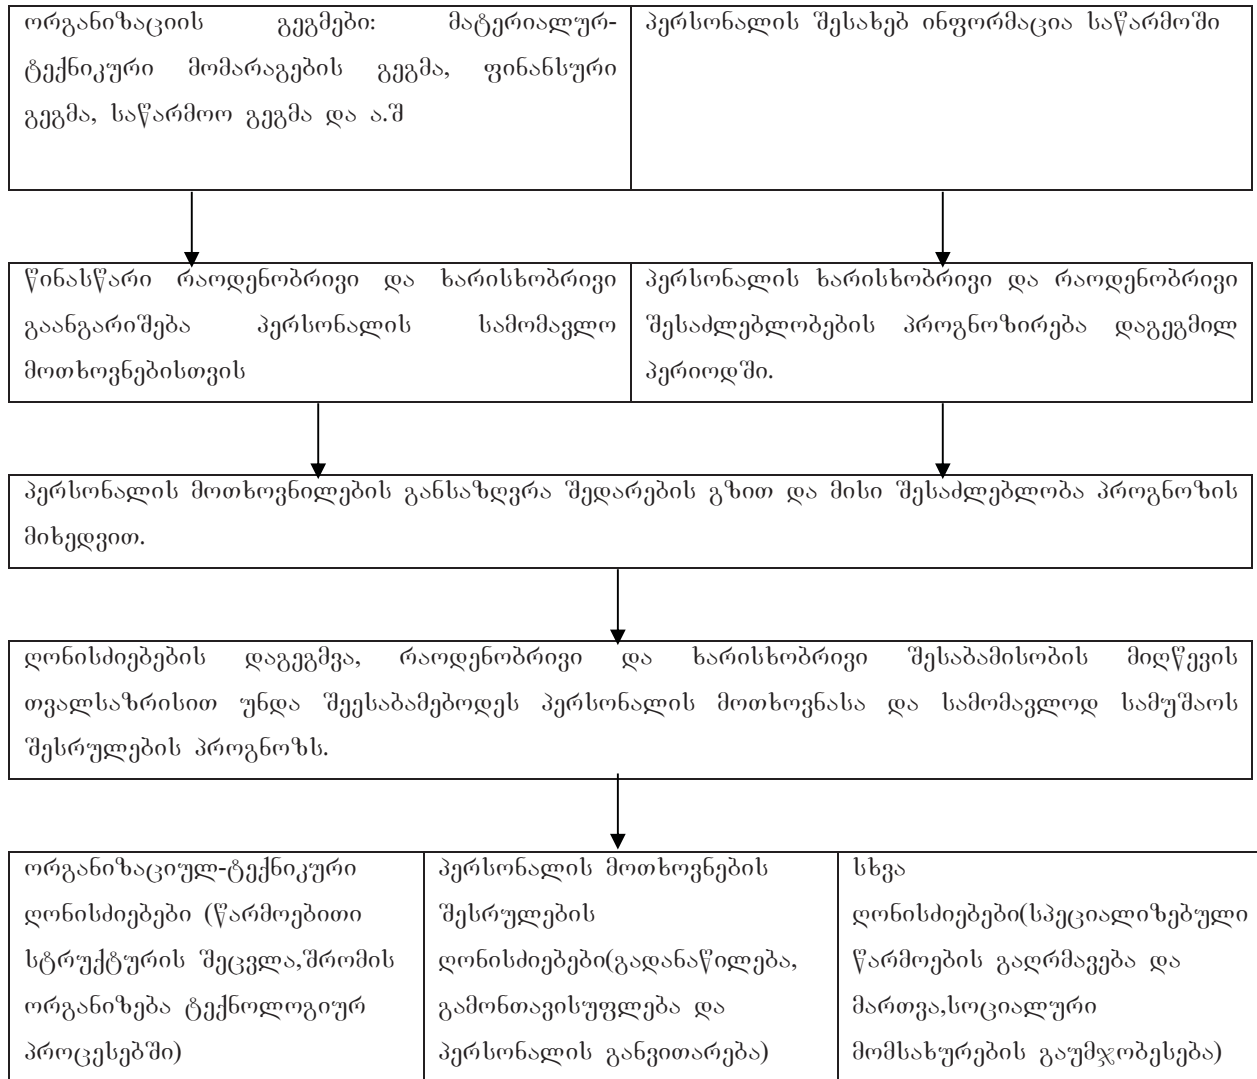 ორგანიზაციის გეგმები: მატერიალურ-
ტექნიკური მომარაგების გეგმა, ფინანსური
გეგმა, საწარმოო გეგმა და ა.შ
პერსონალის შესახებ ინფორმაცია საწარმოში
წინასწარი რაოდენობრივი და ხარისხობრივი
გაანგარიშება პერსონალის სამომავლო
მოთხოვნებისთვის
პერსონალის ხარისხობრივი და რაოდენობრივი
შესაძლებლობების პროგნოზირება დაგეგმილ
პერიოდში.
პერსონალის მოთხოვნილების განსაზღვრა შედარების გზით და მისი შესაძლებლობა პროგნოზის
მიხედვით.
ღონისძიებების დაგეგმვა, რაოდენობრივი და ხარისხობრივი შესაბამისობის მიღწევის
თვალსაზრისით უნდა შეესაბამებოდეს პერსონალის მოთხოვნასა და სამომავლოდ სამუშაოს
შესრულების პროგნოზს.
ორგანიზაციულ-ტექნიკური
ღონისძიებები (წარმოებითი
სტრუქტურის შეცვლა,შრომის
ორგანიზება ტექნოლოგიურ
პროცესებში)
პერსონალის მოთხოვნების
შესრულების
ღონისძიებები(გადანაწილება,
გამონთავისუფლება და
პერსონალის განვითარება)
სხვა
ღონისძიებები(სპეციალიზებული
წარმოების გაღრმავება და
მართვა,სოციალური
მომსახურების გაუმჯობესება)